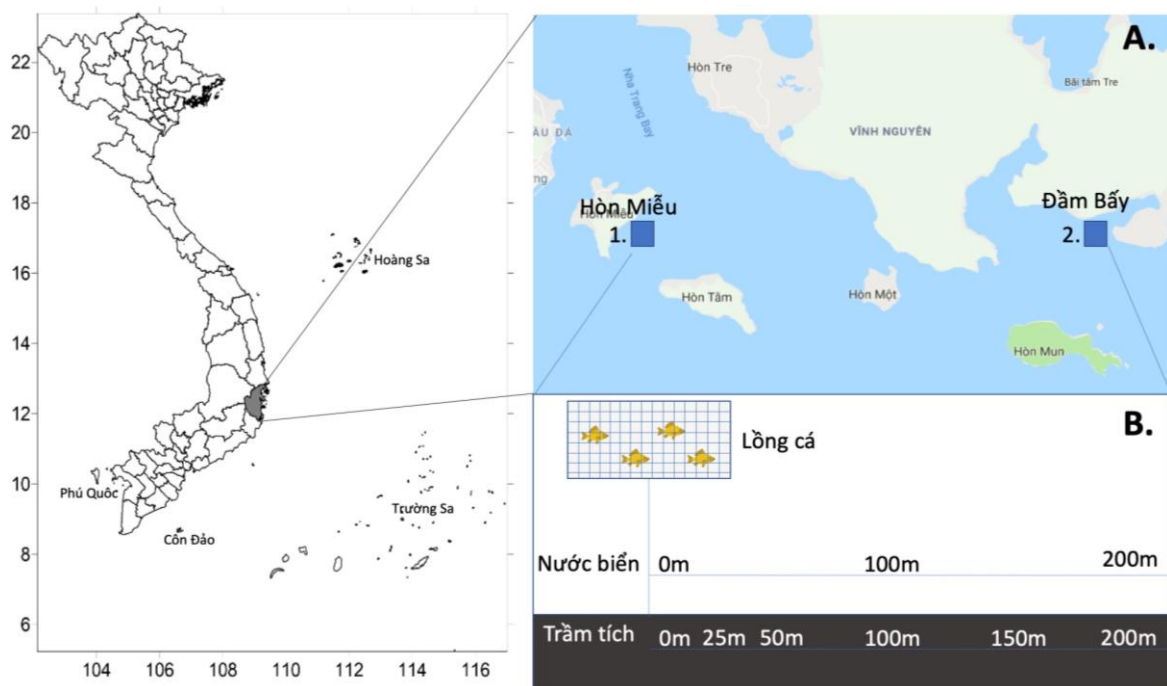 22
20
18
16
14
12
10
8
6
104
106
108
110
112
114
116
Hoàng Sa
Phú Quốc
Côn Đảo
Trường Sa
A.
Hòn Tre
Nha Trang Bay
Bãi tắm Tre
VĨNH NGUYÊN
ẦU ĐÁ
ng
Hòn Miễu
Hòn Miễu
1.
Đầm Bấy
2.
Hòn Tằm
Hòn Một
Hòn Mun
B.
Lồng cá
Nước biển 0m 100m 200m
Trầm tích 0m 25m 50m 100m 150m 200m